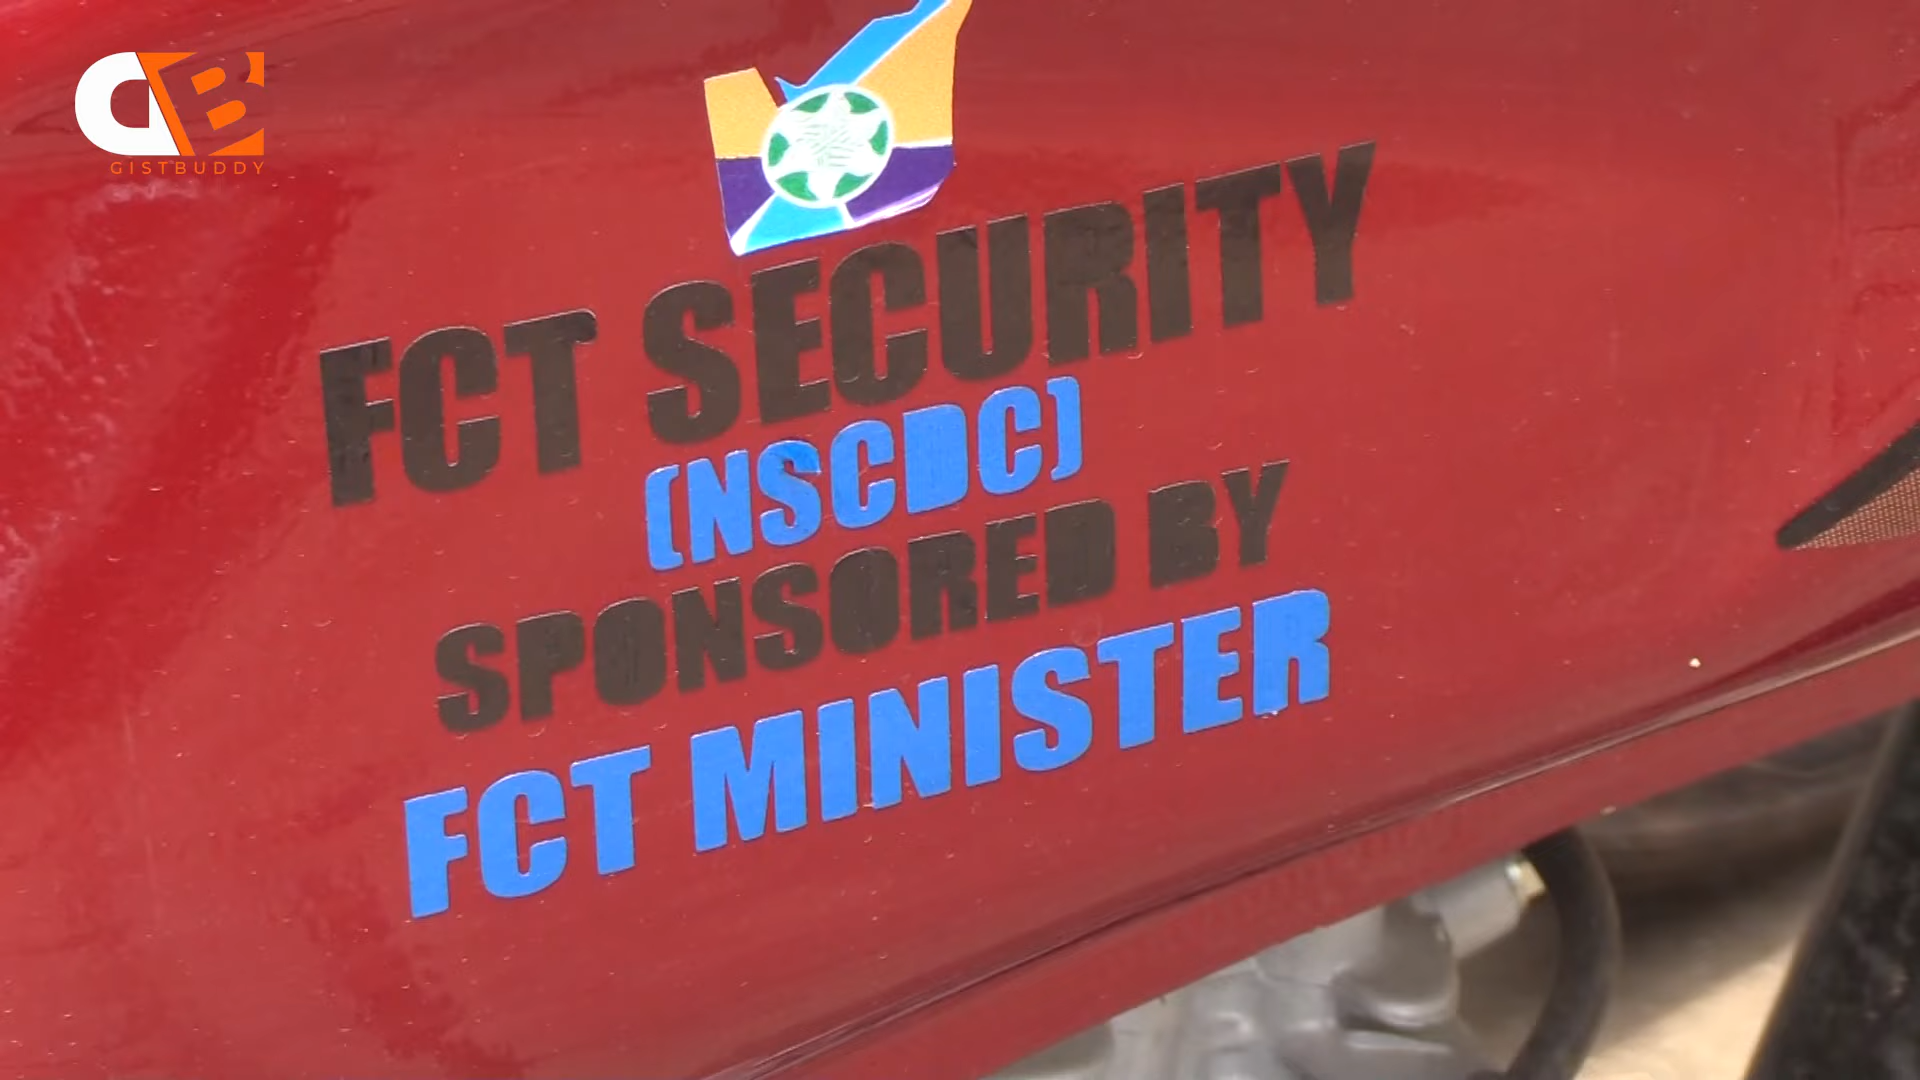 GISTBUDDY
FCT SECURITY
(NSCDC)
SPONSORED BY
FCT MINISTER